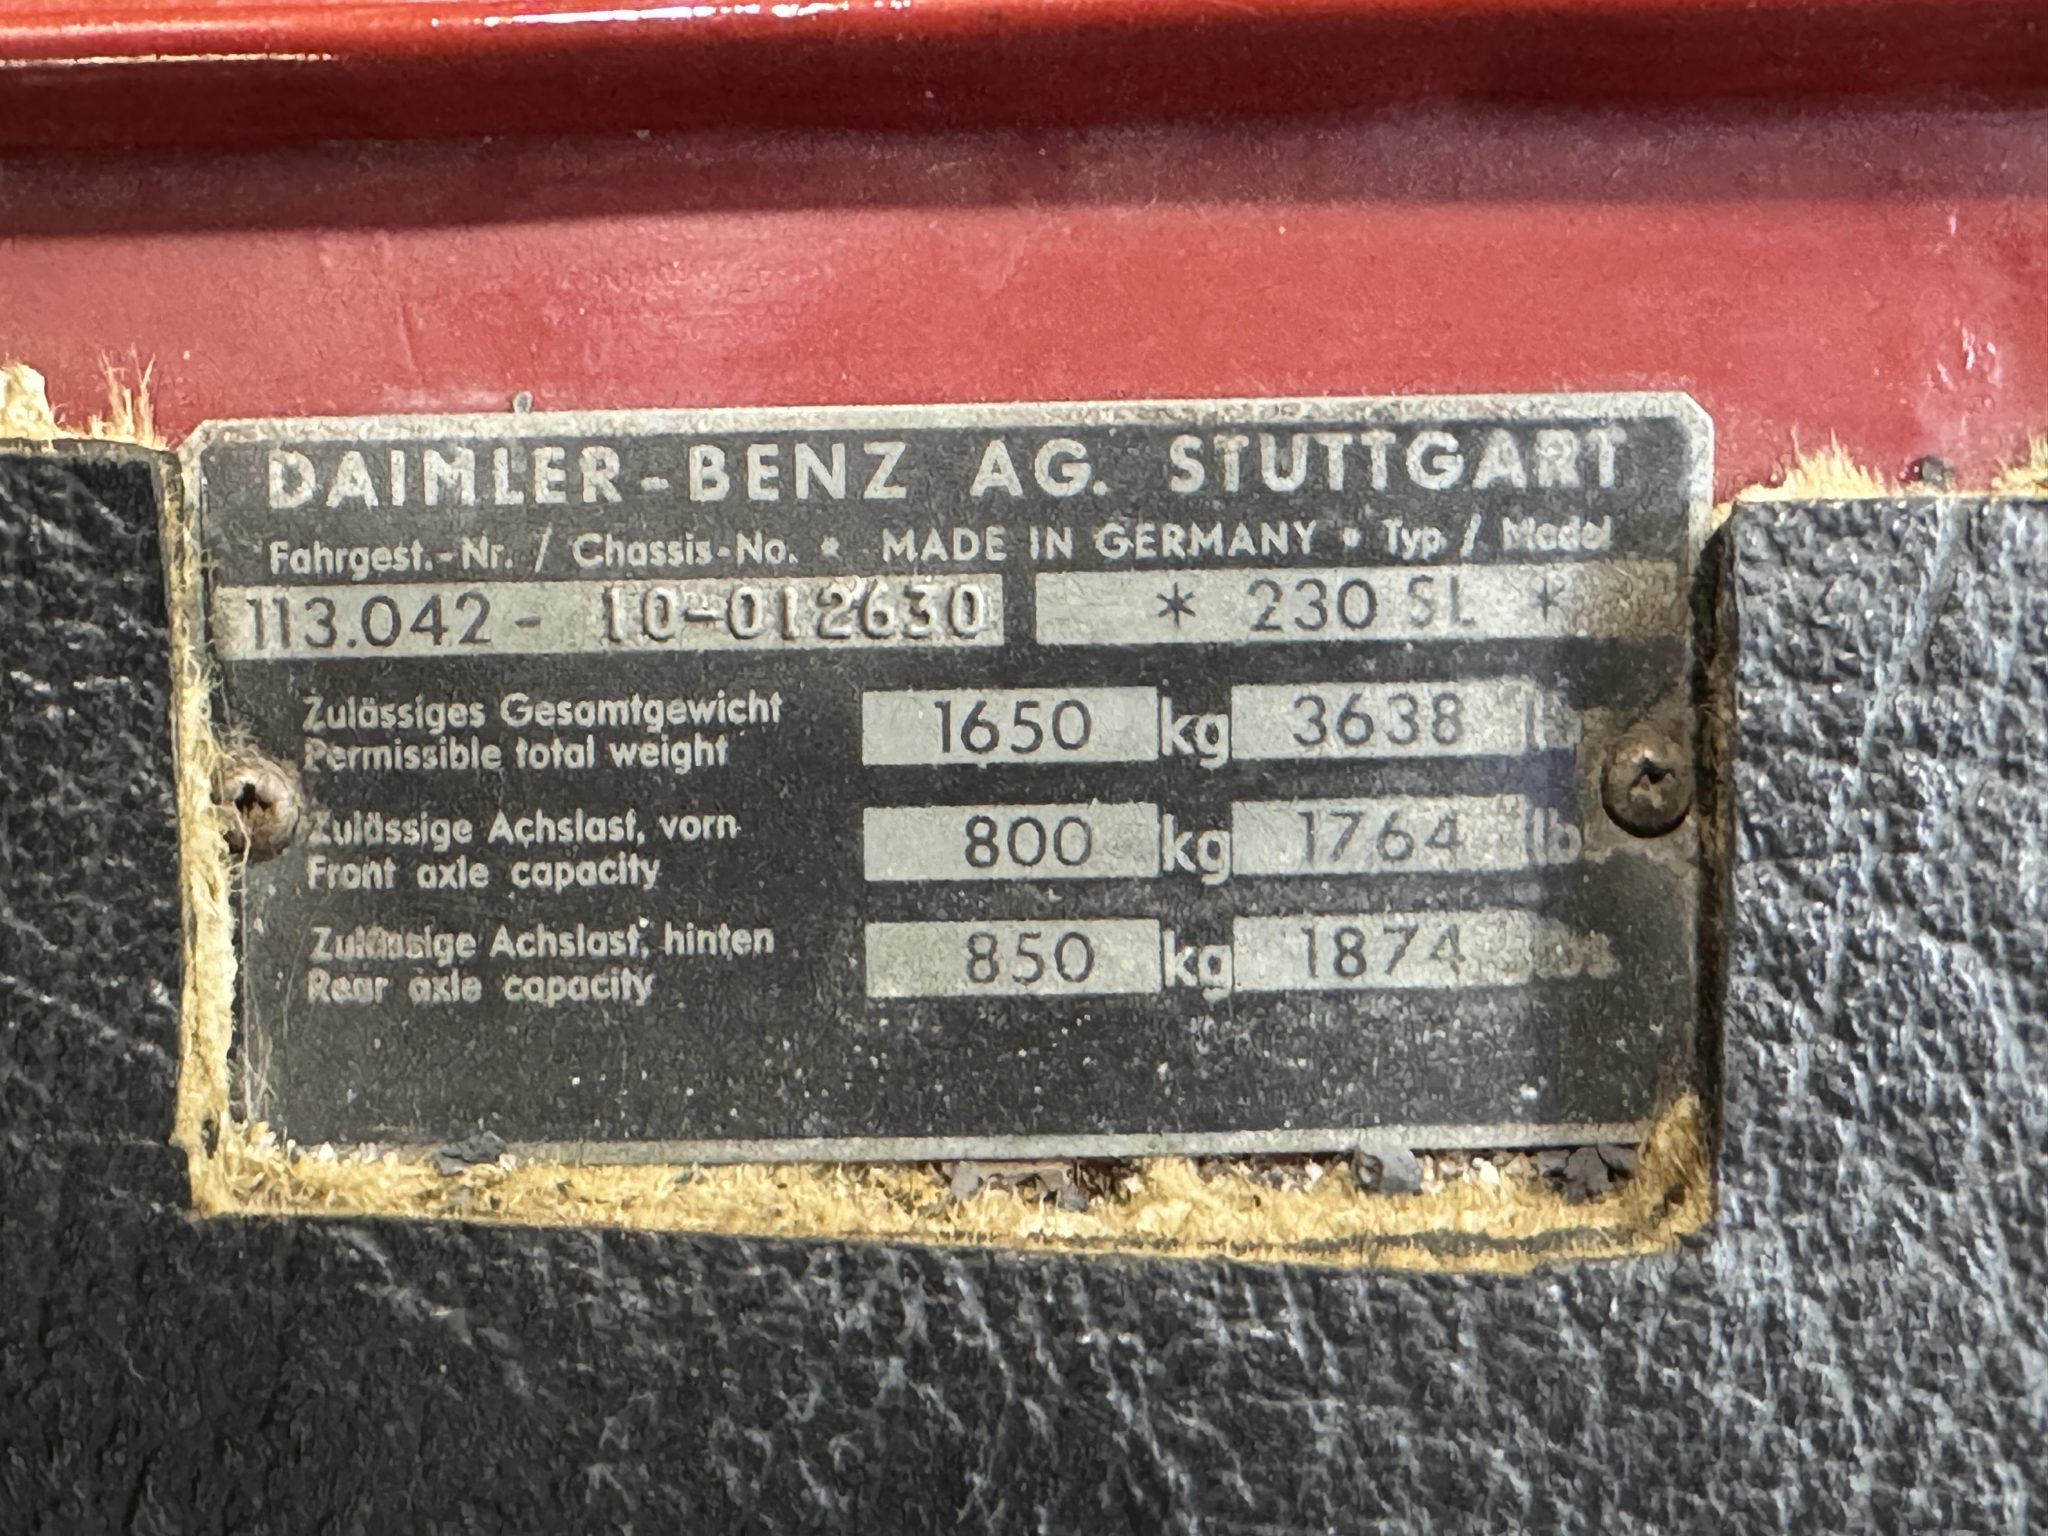 DAIMLER-BENZ AG. STUTTGART
Fahrgest.-Nr. / Chassis-No. * MADE IN GERMANY • Typ / Model
113.042 - 10-012630 * 230 SL *
Zulässiges Gesamtgewicht
Permissible total weight 1650 kg 3638
Zulässige Achslast, vorn
Front axle capacity 800 kg 1764 lb
Zulässige Achslast, hinten
Rear axle capacity 850 kg 1874